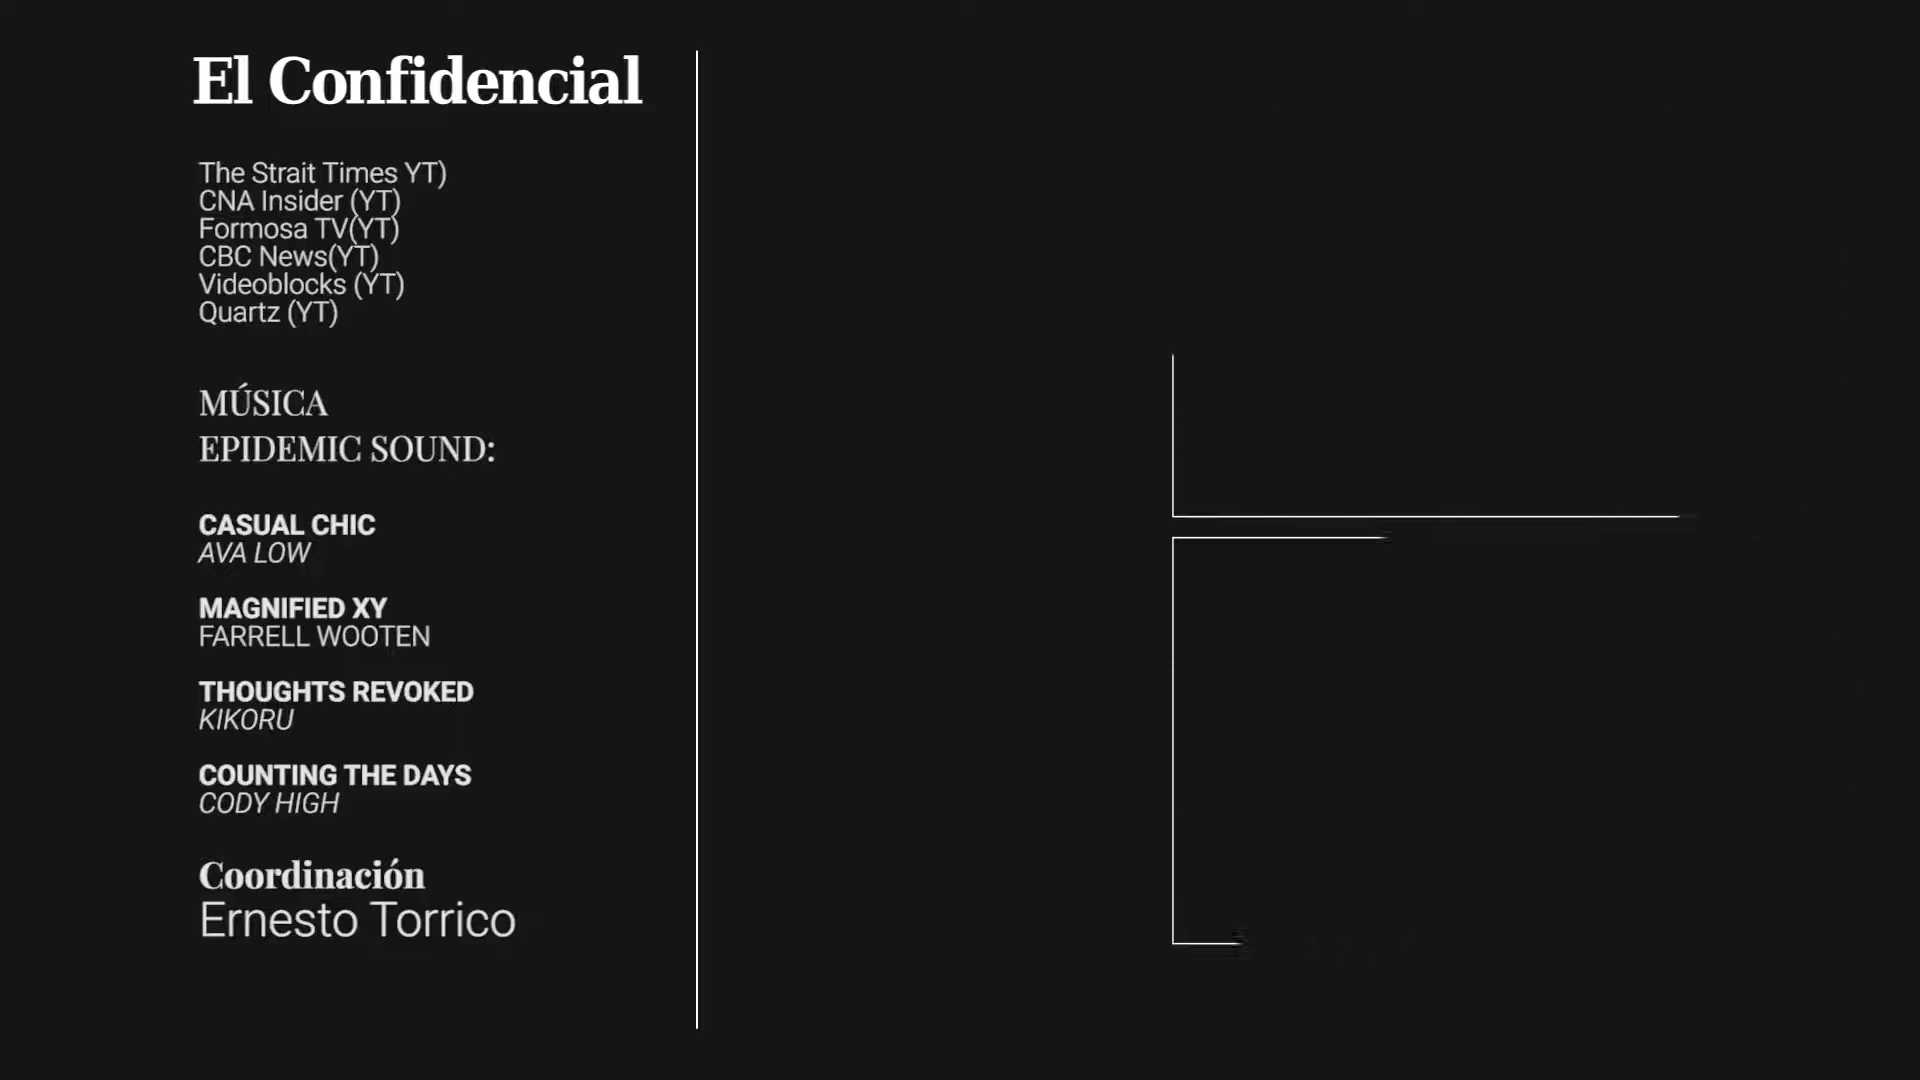 El Confidencial
The Strait Times YT)
CNA Insider (YT)
Formosa TV(YT)
CBC News(YT)
Videoblocks (YT)
Quartz (YT)
MÚSICA
EPIDEMIC SOUND:
CASUAL CHIC
AVA LOW
MAGNIFIED XY
FARRELL WOOTEN
THOUGHTS REVOKED
KIKORU
COUNTING THE DAYS
CODY HIGH
Coordinación
Ernesto Torrico